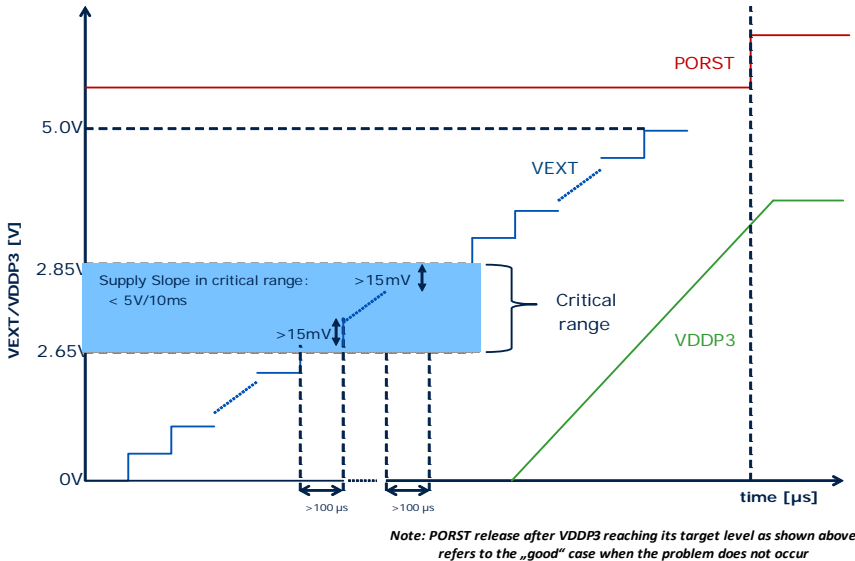 PORST
5.0V
VEXT
VEXT/VDDP3 [V]
2.85V
Supply Slope in critical range:
< 5V/10ms
>15mV
>15mV
Critical
range
VDDP3
2.65V
0V
time [µs]
>100 µs
>100 µs
Note: PORST release after VDDP3 reaching its target level as shown above
refers to the „good“ case when the problem does not occur